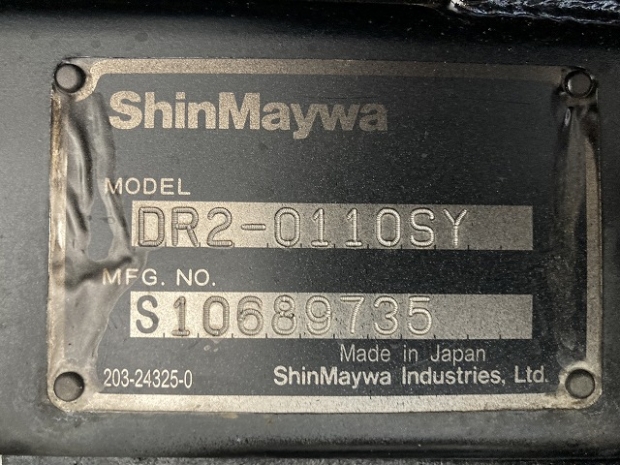 ShinMaywa
MODEL
DR2-0110SY
MFG. NO.
S10689735
Made in Japan
203-24325-0 ShinMaywa Industries, Ltd.